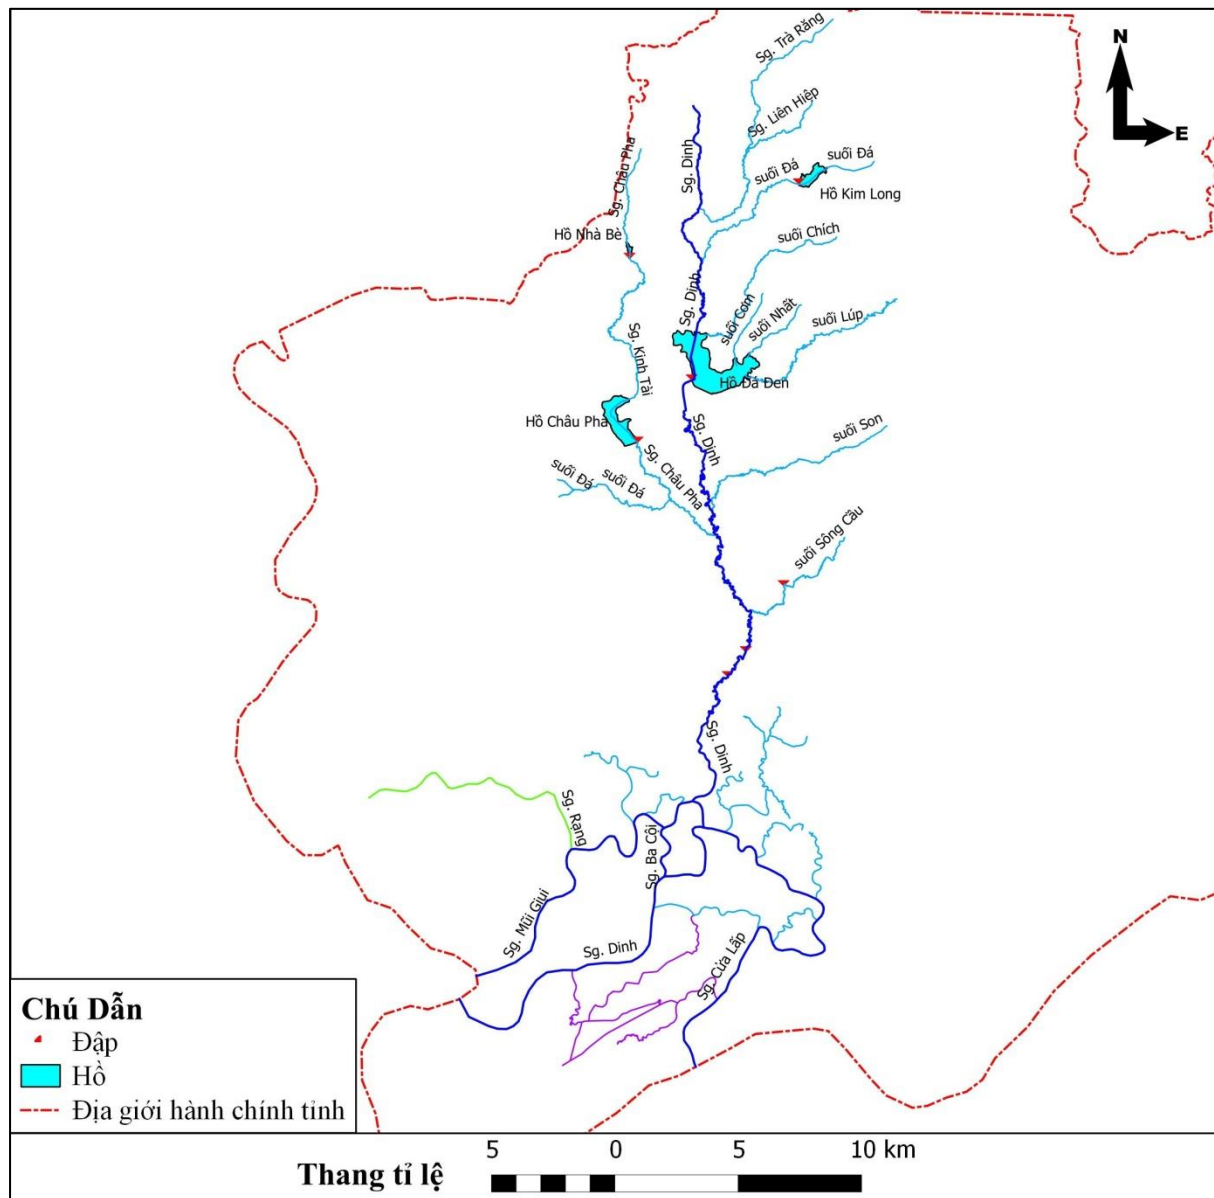 Sg. Trà Răng
N
Sg. Liên Hiệp
E
Sg. Châu Pha
Sg. Dinh
suối Đá
suối Đá
Hồ Kim Long
Hồ Nhà Bè
suối Chích
Sg. Dinh
suối Cơm
suối Nhất
suối Lúp
Sg. Kinh Tài
Hồ Đá Đen
Hồ Châu Pha
Sg. Dinh
suối Son
Sg. Châu Pha
suối Đá
suối Đá
suối Sông Cầu
Sg. Dinh
Sg. Rạng
Sg. Ba Cội
Sg. Mũi Giui
Sg. Dinh
Sg. Cửa Lấp
Chú Dẫn
Đập
Hồ
Địa giới hành chính tỉnh
5 0 5 10 km
Thang tỉ lệ